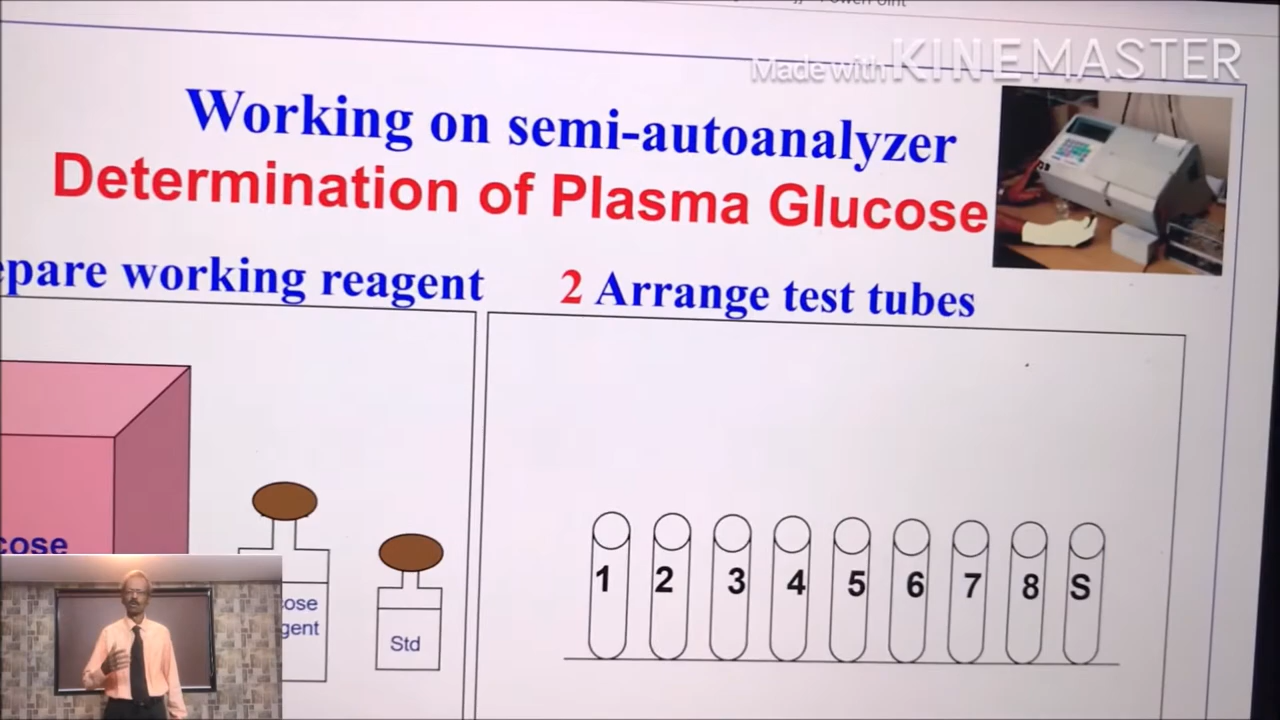 Made with KINEMASTER
Working on semi-autoanalyzer
Determination of Plasma Glucose
epare working reagent
2 Arrange test tubes
cose
ose
gent
Std
1 2 3 4 5 6 7 8 S